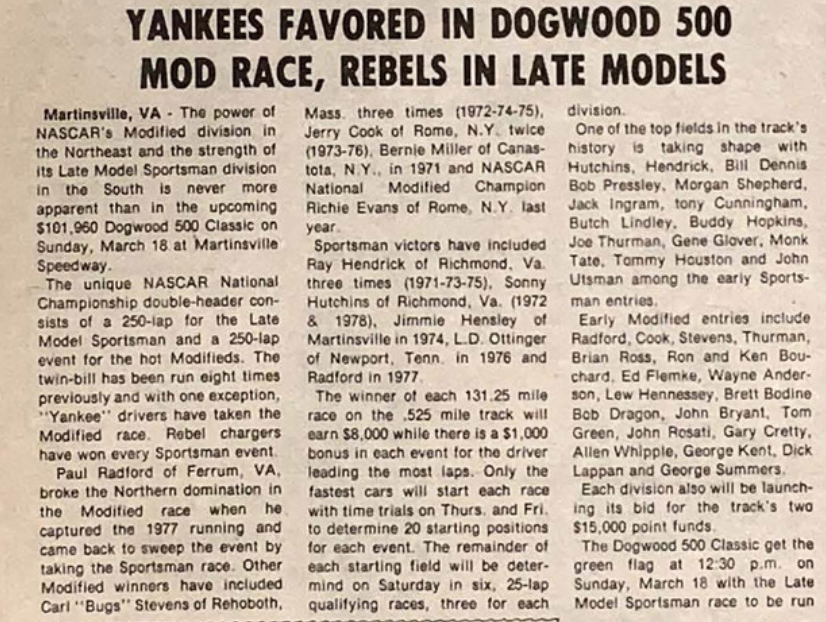 YANKEES FAVORED IN DOGWOOD 500
MOD RACE, REBELS IN LATE MODELS
Martinsville, VA - The power of
NASCAR's Modified division in
the Northeast and the strength of
its Late Model Sportsman division
in the South is never more
apparent than in the upcoming
$101,960 Dogwood 500 Classic on
Sunday, March 18 at Martinsville
Speedway.
The unique NASCAR National
Championship double-header con-
sists of a 250-lap for the Late
Model Sportsman and a 250-lap
event for the hot Modifieds. The
twin-bill has been run eight times
previously and with one exception,
"Yankee" drivers have taken the
Modified race. Rebel chargers
have won every Sportsman event.
Paul Radford of Ferrum, VA,
broke the Northern domination in
the Modified race when he
captured the 1977 running and
came back to sweep the event by
taking the Sportsman race. Other
Modified winners have included
Carl "Bugs" Stevens of Rehoboth,
Mass. three times (1972-74-75),
Jerry Cook of Rome, N.Y. twice
(1973-76), Bernie Miller of Canas-
tota, N.Y., in 1971 and NASCAR
National Modified Champion
Richie Evans of Rome, N.Y. last
year.
Sportsman victors have included
Ray Hendrick of Richmond, Va.
three times (1971-73-75), Sonny
Hutchins of Richmond, Va. (1972
& 1978), Jimmie Hensley of
Martinsville in 1974, L.D. Ottinger
of Newport, Tenn. in 1976 and
Radford in 1977.
The winner of each 131.25 mile
race on the .525 mile track will
earn $8,000 while there is a $1,000
bonus in each event for the driver
leading the most laps. Only the
fastest cars will start each race
with time trials on Thurs. and Fri.
to determine 20 starting positions
for each event. The remainder of
each starting field will be deter-
mind on Saturday in six, 25-lap
qualifying races, three for each
division.
One of the top fields in the track's
history is taking shape with
Hutchins, Hendrick, Bill Dennis
Bob Pressley, Morgan Shepherd,
Jack Ingram, tony Cunningham,
Butch Lindley, Buddy Hopkins,
Joe Thurman, Gene Glover, Monk
Tate, Tommy Houston and John
Utsman among the early Sports-
man entries.
Early Modified entries include
Radford, Cook, Stevens, Thurman,
Brian Ross, Ron and Ken Bou-
chard, Ed Flemke, Wayne Ander-
son, Lew Hennessey, Brett Bodine
Bob Dragon, John Bryant, Tom
Green, John Rosati, Gary Cretty,
Allen Whipple, George Kent, Dick
Lappan and George Summers.
Each division also will be launch-
ing its bid for the track's two
$15,000 point funds.
The Dogwood 500 Classic get the
green flag at 12:30 p.m. on
Sunday, March 18 with the Late
Model Sportsman race to be run